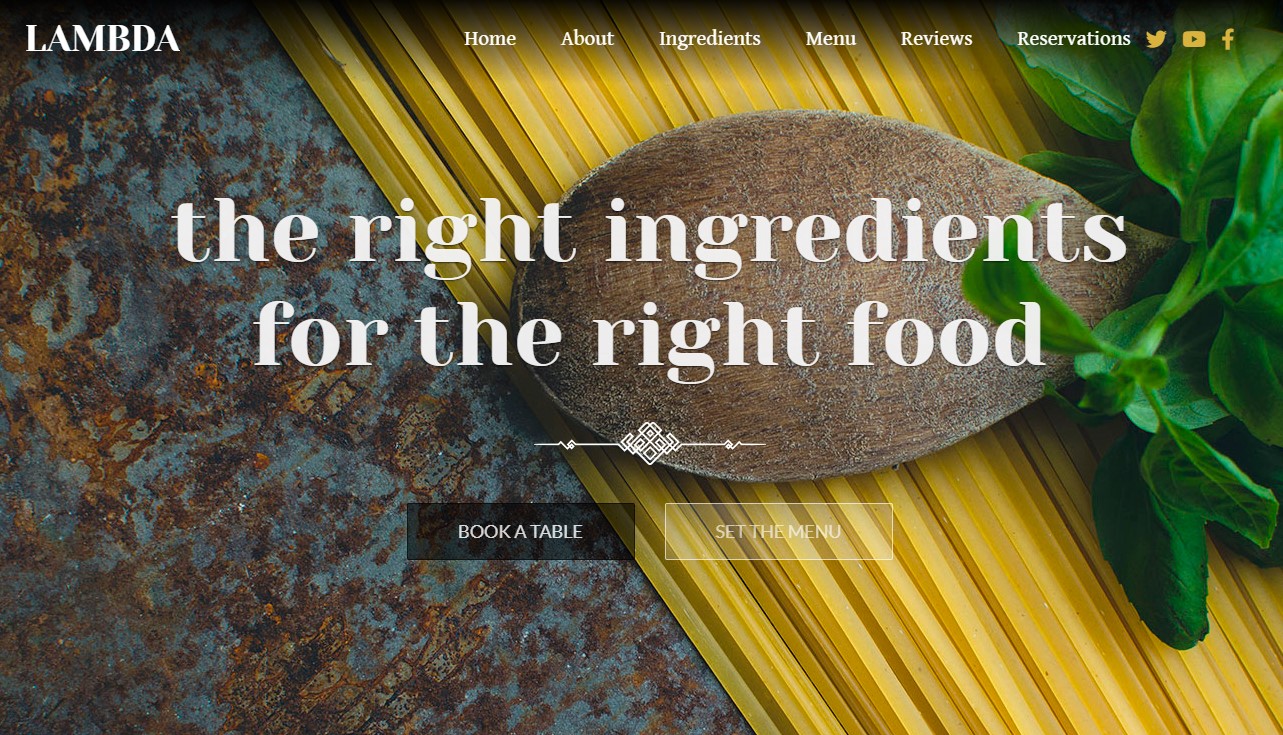 LAMBDA
Home About Ingredients Menu Reviews Reservations
the right ingredients
for the right food
BOOK A TABLE
SET THE MENU